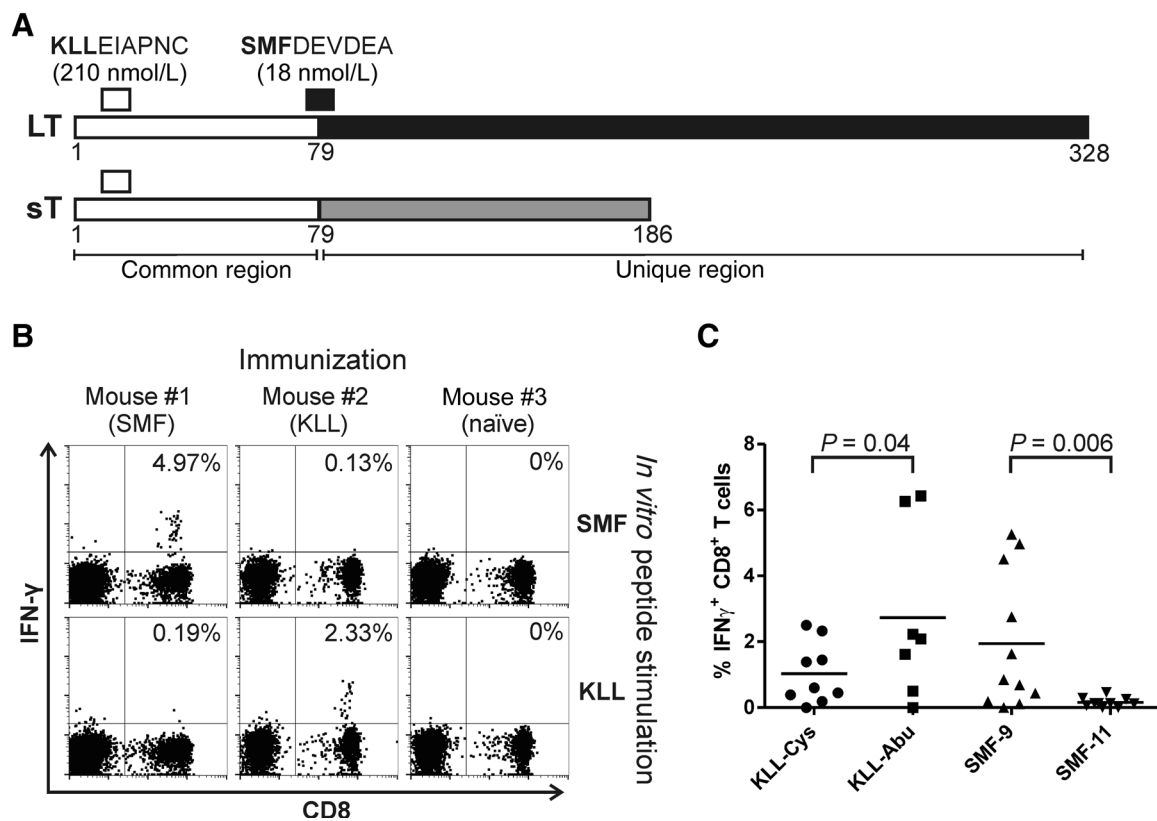 A
KLLEIAPNC SMFDEVDEA
(210 nmol/L) (18 nmol/L)
LT
1 79 328
sT
1 79 186
Common region Unique region
B
Immunization
Mouse #1 Mouse #2 Mouse #3
(SMF) (KLL) (naïve)
4.97% 0.13% 0%
SMF
0.19% 2.33% 0%
KLL
IFN-γ
CD8
In vitro peptide stimulation
C
P = 0.04 P = 0.006
% IFNγ+ CD8+ T cells
8
6
4
2
0
KLL-Cys KLL-Abu SMF-9 SMF-11